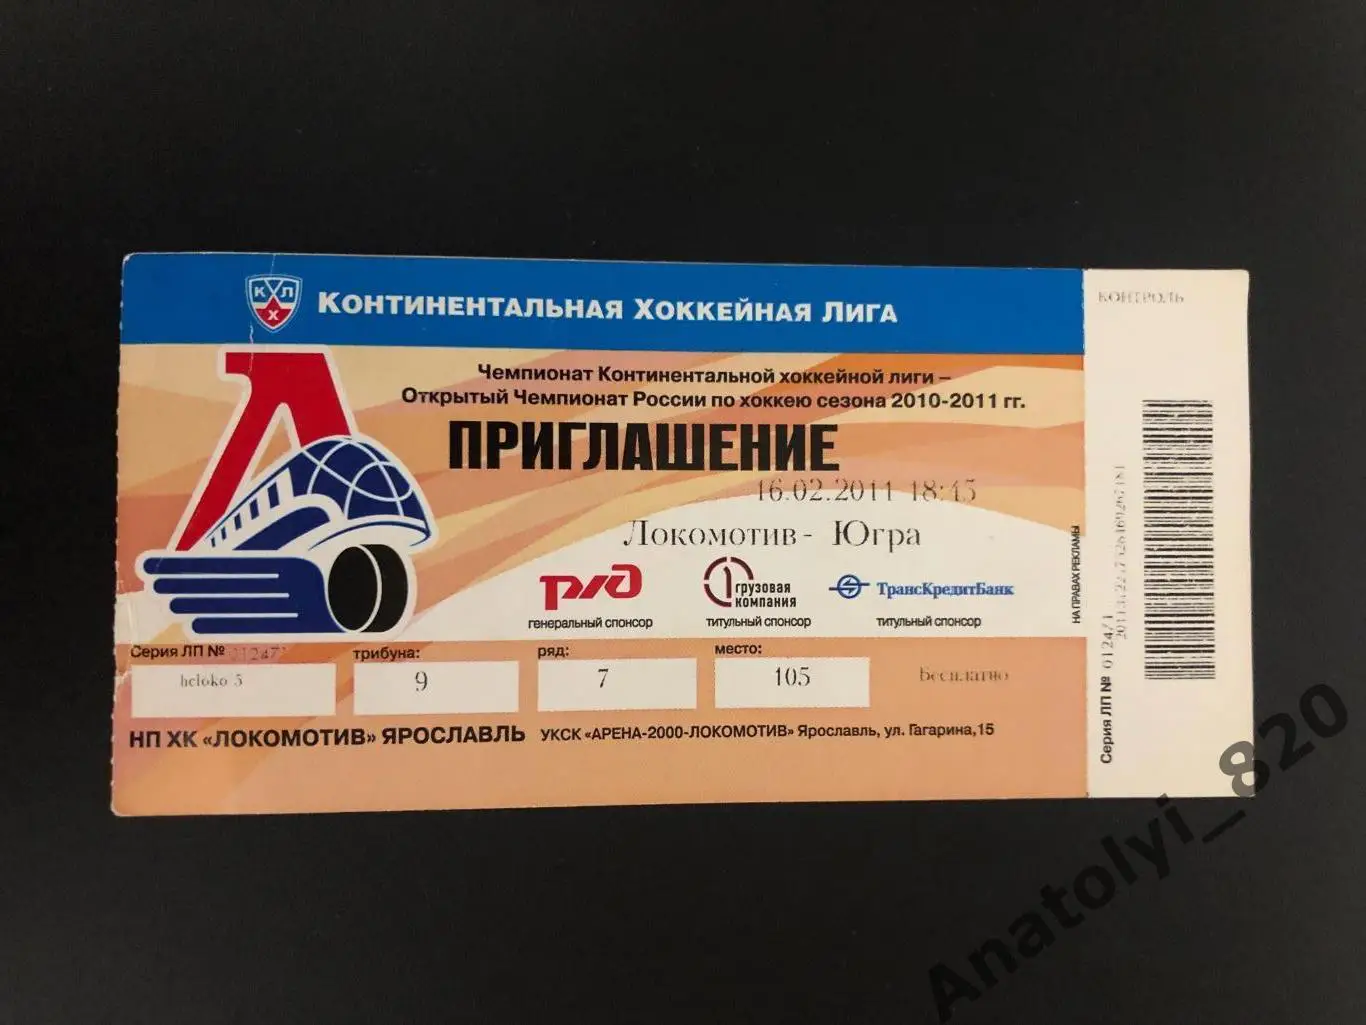 КХЛ
Континентальная Хоккейная Лига
Чемпионат Континентальной хоккейной лиги –
Открытый Чемпионат России по хоккею сезона 2010-2011 гг.
ПРИГЛАШЕНИЕ
16.02.2011 18:45
Локомотив- Югра
РЖД
генеральный спонсор
1 грузовая
компания
титульный спонсор
ТрансКредитБанк
титульный спонсор
НА ПРАВАХ РЕКЛАМЫ
Серия ЛП № 012471
трибуна:
ряд:
место:
heloko 5
9
7
105
Бесплатно
НП ХК «ЛОКОМОТИВ» ЯРОСЛАВЛЬ
УКСК «АРЕНА-2000-ЛОКОМОТИВ» Ярославль, ул. Гагарина,15
КОНТРОЛЬ
Серия ЛП № 012471
Anatolyi_820